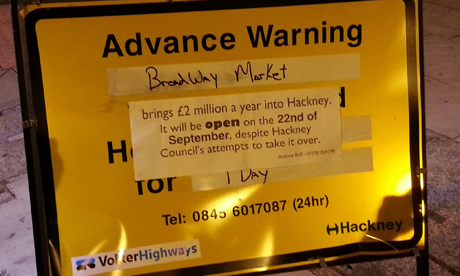 Advance Warning
Broadway Market
brings £2 million a year into Hackney.
It will be open on the 22nd of
September, despite Hackney
Council's attempts to take it over.
for 1 Day
Tel: 0845 6017087 (24hr)
VolkerHighways
Hackney